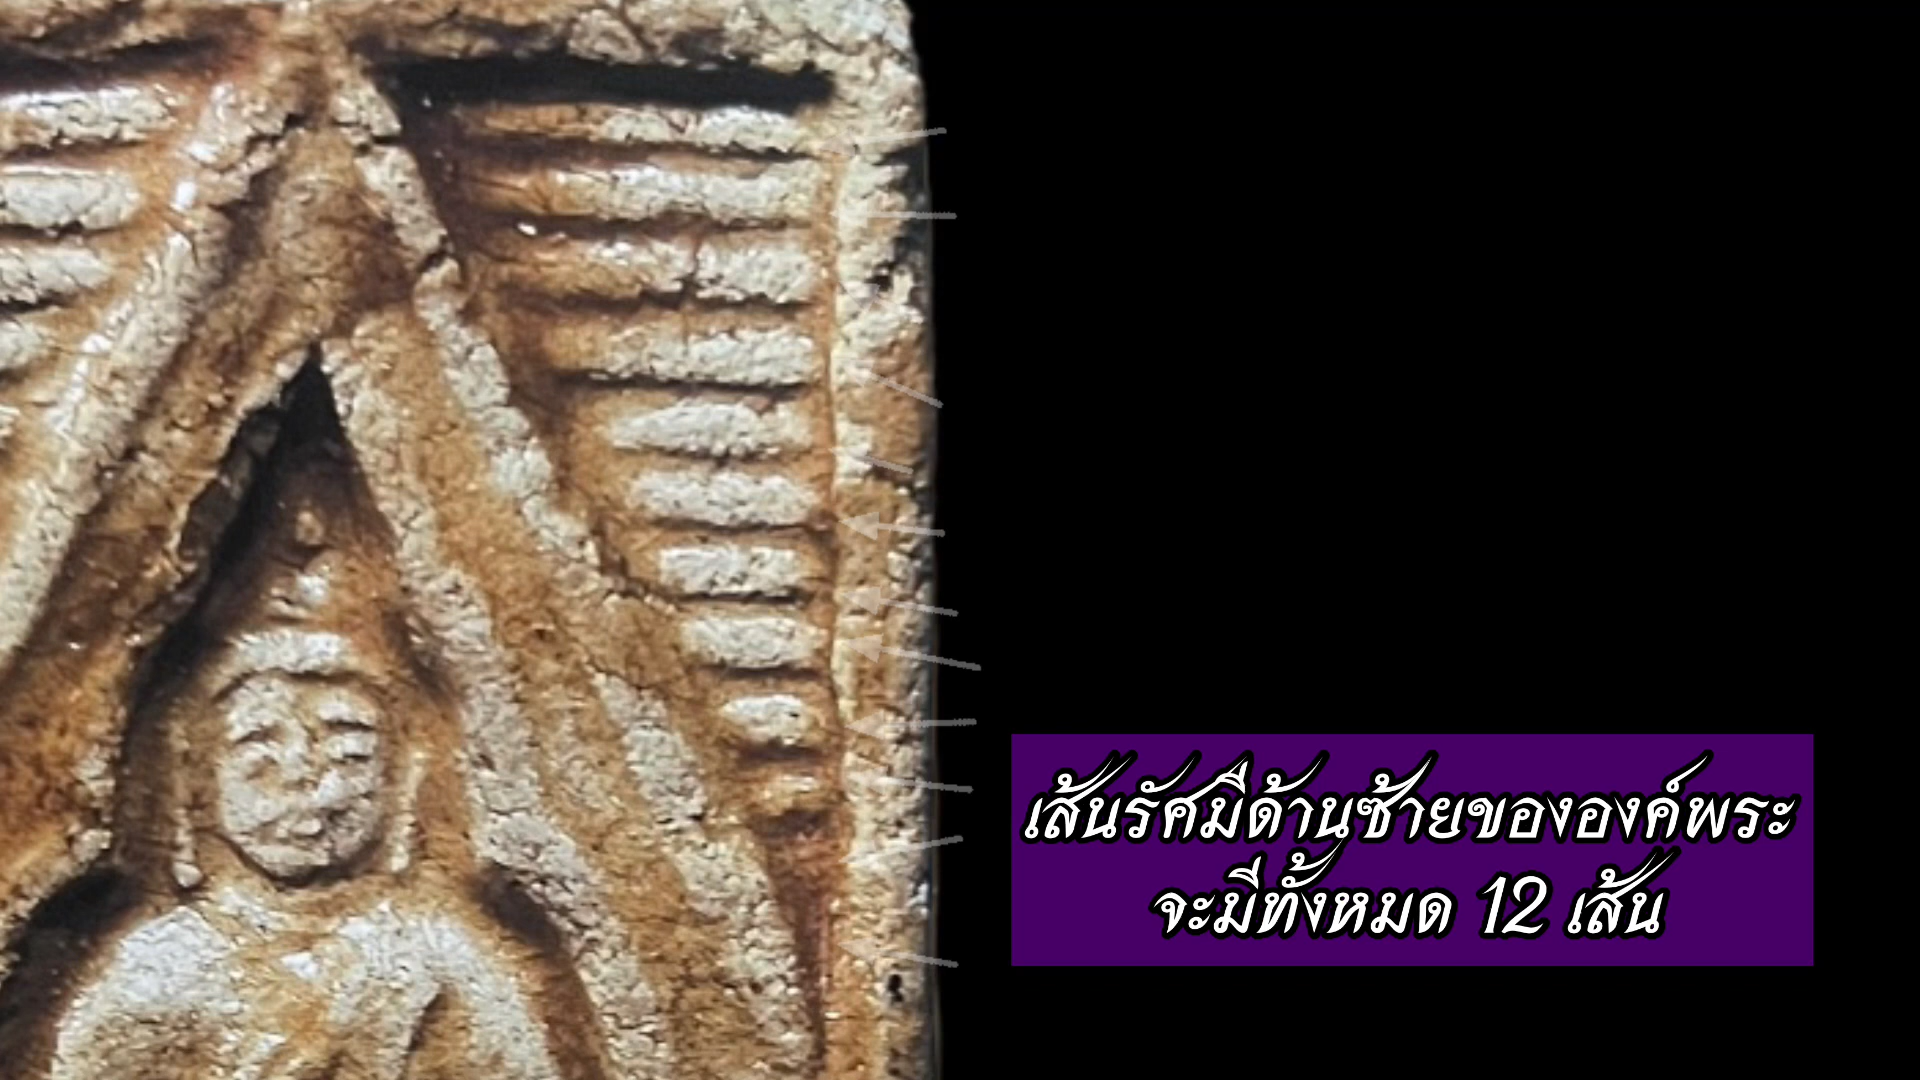 เส้นรัศมีด้านซ้ายขององค์พระ
จะมีทั้งหมด 12 เส้น